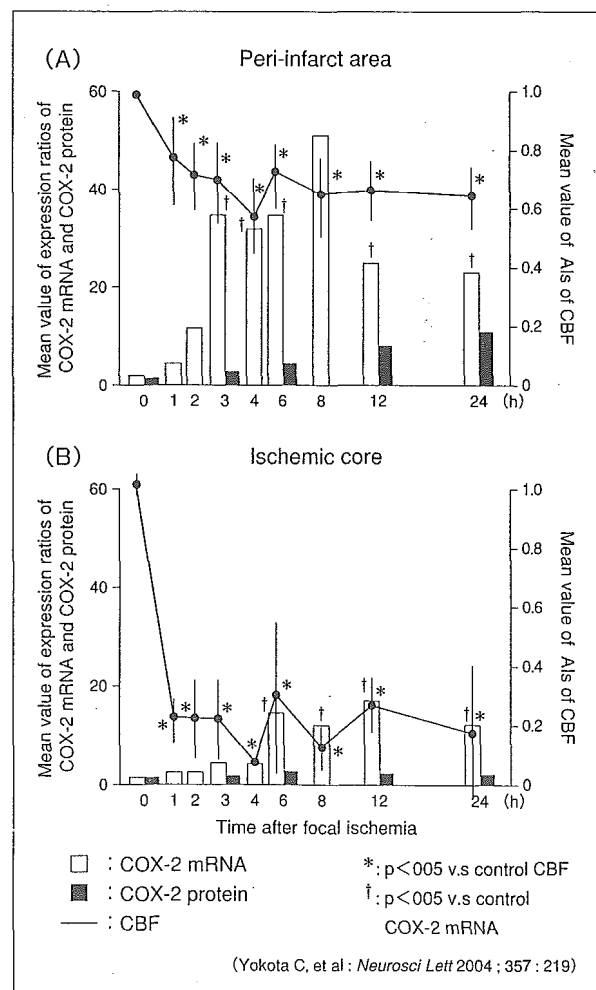 (A) Peri-infarct area
Mean value of expression ratios of
COX-2 mRNA and COX-2 protein
60
40
20
0
1.0
0.8
0.6
0.4
0.2
0
Mean value of AIs of
CBF
* * * * * * * *
† † † † †
0 1 2 3 4 6 8 12 24 (h)
(B) Ischemic core
Mean value of expression ratios of
COX-2 mRNA and COX-2 protein
60
40
20
0
1.0
0.8
0.6
0.4
0.2
0
Mean value of AIs of
CBF
* * * * * * * *
† † † †
0 1 2 3 4 6 8 12 24 (h)
Time after focal ischemia
: COX-2 mRNA
: COX-2 protein
: CBF
*: p<005 v.s control CBF
†: p<005 v.s control
COX-2 mRNA
(Yokota C, et al : Neurosci Lett 2004 ; 357 : 219)